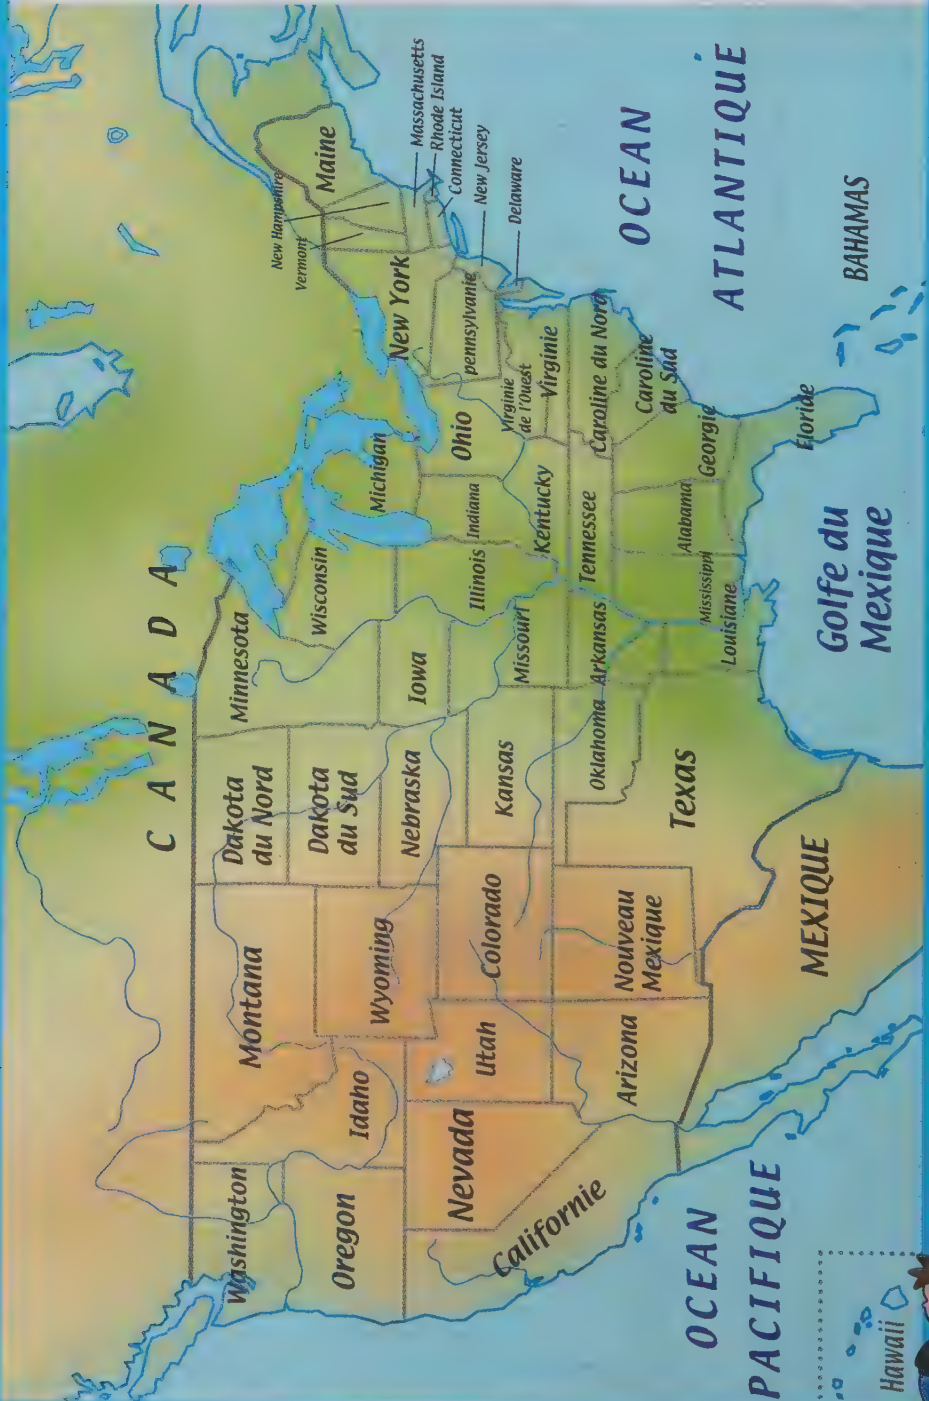 CANADA
Washington
Oregon
Californie
Nevada
Idaho
Montana
Wyoming
Utah
Arizona
Colorado
Nouveau
Mexique
Dakota
du Nord
Dakota
du Sud
Nebraska
Kansas
Oklahoma
Texas
Minnesota
Iowa
Missouri
Arkansas
Louisiane
Wisconsin
Illinois
Michigan
Indiana
Ohio
Kentucky
Tennessee
Mississippi
Alabama
Georgie
Floride
Caroline
du Sud
Caroline du Nord
Virginie
Virginie
de l'Ouest
pennsylvanie
New York
Vermont
New Hampshire
Maine
Massachusetts
Rhode Island
Connecticut
New Jersey
Delaware
OCEAN
ATLANTIQUE
BAHAMAS
Golfe du
Mexique
MEXIQUE
OCEAN
PACIFIQUE
Hawaii